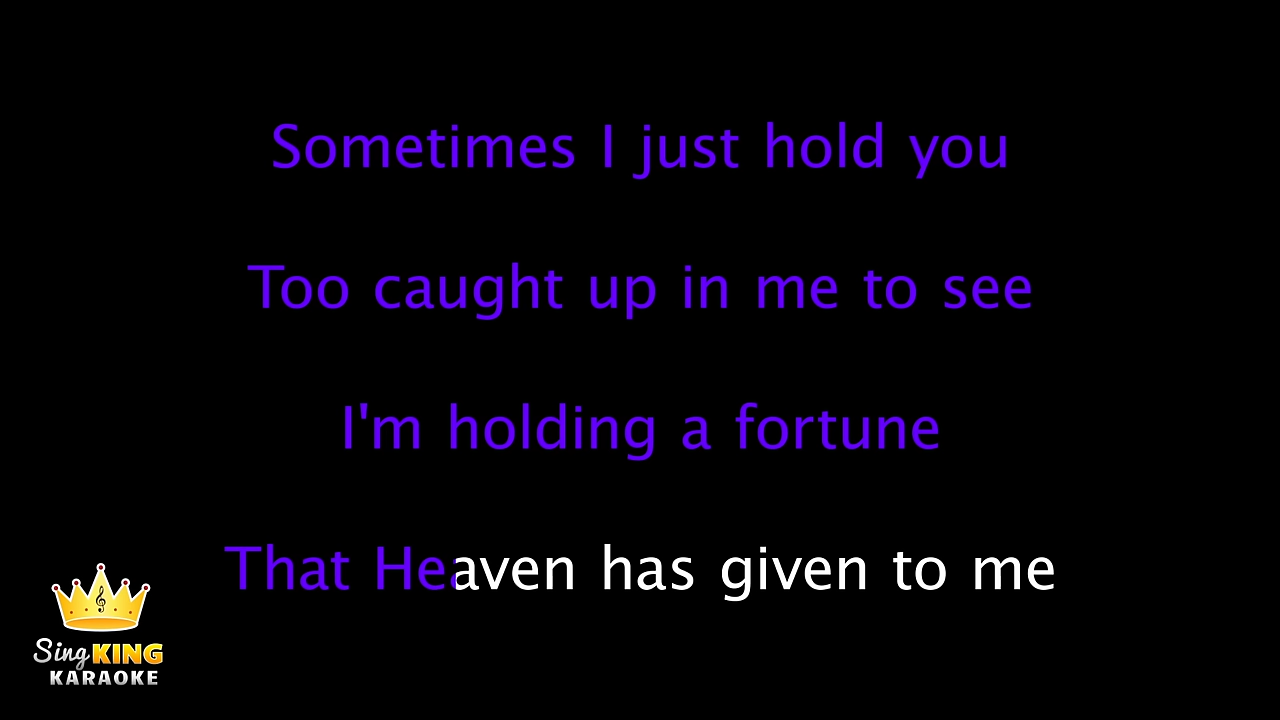 Sometimes I just hold you
Too caught up in me to see
I'm holding a fortune
That Heaven has given to me
Sing KING
KARAOKE